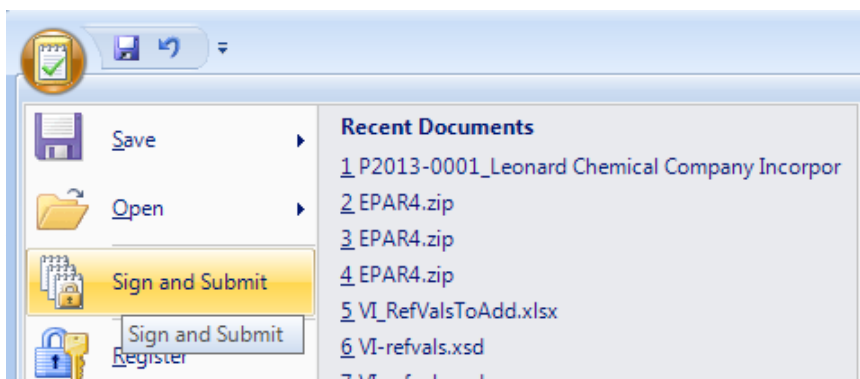 Save
Open
Sign and Submit
Sign and Submit
Register
Recent Documents
1 P2013-0001_Leonard Chemical Company Incorpor
2 EPAR4.zip
3 EPAR4.zip
4 EPAR4.zip
5 VI_RefValsToAdd.xlsx
6 VI-refvals.xsd